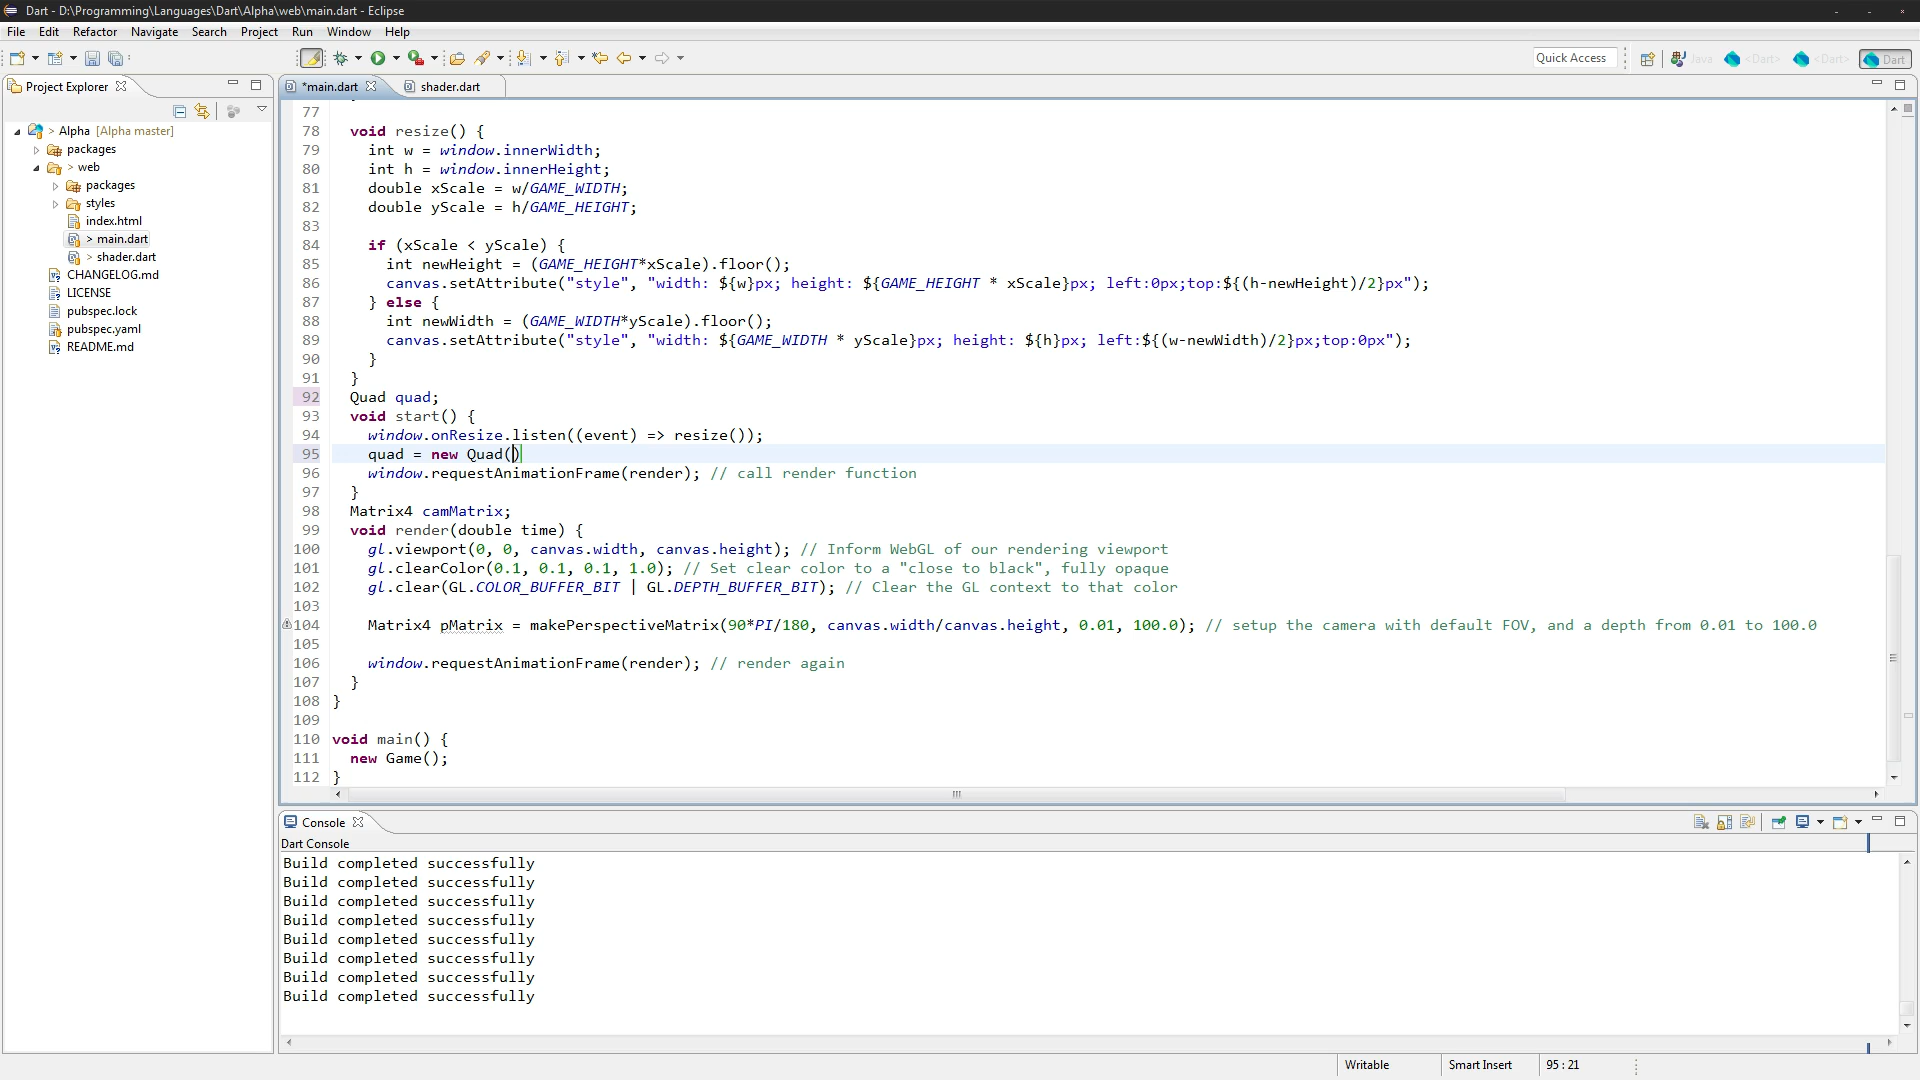 Dart - D:\Programming\Languages\Dart\Alpha\web\main.dart - Eclipse
File Edit Refactor Navigate Search Project Run Window Help
Quick Access
Java
<Dart>
<Dart>
Dart
Project Explorer
> Alpha [Alpha master]
packages
> web
packages
styles
index.html
> main.dart
> shader.dart
CHANGELOG.md
LICENSE
pubspec.lock
pubspec.yaml
README.md
*main.dart
shader.dart
77
78 void resize() {
79 int w = window.innerWidth;
80 int h = window.innerHeight;
81 double xScale = w/GAME_WIDTH;
82 double yScale = h/GAME_HEIGHT;
83
84 if (xScale < yScale) {
85 int newHeight = (GAME_HEIGHT*xScale).floor();
86 canvas.setAttribute("style", "width: ${w}px; height: ${GAME_HEIGHT * xScale}px; left:0px;top:${(h-newHeight)/2}px");
87 } else {
88 int newWidth = (GAME_WIDTH*yScale).floor();
89 canvas.setAttribute("style", "width: ${GAME_WIDTH * yScale}px; height: ${h}px; left:${(w-newWidth)/2}px;top:0px");
90 }
91 }
92 Quad quad;
93 void start() {
94 window.onResize.listen((event) => resize());
95 quad = new Quad()
96 window.requestAnimationFrame(render); // call render function
97 }
98 Matrix4 camMatrix;
99 void render(double time) {
100 gl.viewport(0, 0, canvas.width, canvas.height); // Inform WebGL of our rendering viewport
101 gl.clearColor(0.1, 0.1, 0.1, 1.0); // Set clear color to a "close to black", fully opaque
102 gl.clear(GL.COLOR_BUFFER_BIT | GL.DEPTH_BUFFER_BIT); // Clear the GL context to that color
103
104 Matrix4 pMatrix = makePerspectiveMatrix(90*PI/180, canvas.width/canvas.height, 0.01, 100.0); // setup the camera with default FOV, and a depth from 0.01 to 100.0
105
106 window.requestAnimationFrame(render); // render again
107 }
108 }
109
110 void main() {
111 new Game();
112 }
Console
Dart Console
Build completed successfully
Build completed successfully
Build completed successfully
Build completed successfully
Build completed successfully
Build completed successfully
Build completed successfully
Build completed successfully
Writable Smart Insert 95 : 21